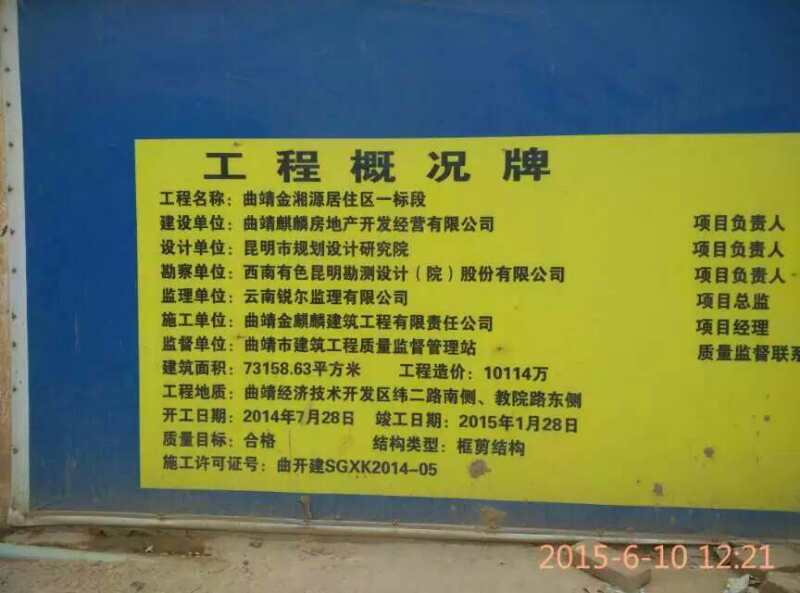 工程概况牌
工程名称：曲靖金湘源居住区一标段
建设单位：曲靖麒麟房地产开发经营有限公司 项目负责人
设计单位：昆明市规划设计研究院 项目负责人
勘察单位：西南有色昆明勘测设计（院）股份有限公司 项目负责人
监理单位：云南锐尔监理有限公司 项目总监
施工单位：曲靖金麒麟建筑工程有限责任公司 项目经理
监督单位：曲靖市建筑工程质量监督管理站 质量监督联系
建筑面积：73158.63平方米 工程造价：10114万
工程地质：曲靖经济技术开发区纬二路南侧、教院路东侧
开工日期：2014年7月28日 竣工日期：2015年1月28日
质量目标：合格 结构类型：框剪结构
施工许可证号：曲开建SGXK2014-05
2015-6-10 12:21